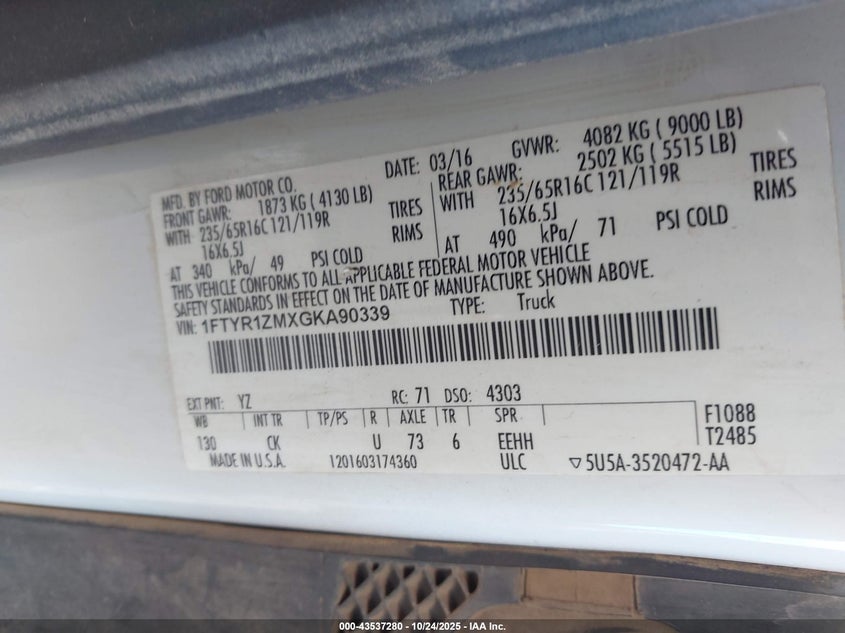 MFD. BY FORD MOTOR CO. DATE: 03/16 GVWR: 4082 KG ( 9000 LB)
FRONT GAWR: 1873 KG ( 4130 LB) REAR GAWR: 2502 KG ( 5515 LB)
WITH 235/65R16C 121/119R TIRES WITH 235/65R16C 121/119R TIRES
16X6.5J RIMS 16X6.5J RIMS
AT 340 kPa/ 49 PSI COLD AT 490 kPa/ 71 PSI COLD
THIS VEHICLE CONFORMS TO ALL APPLICABLE FEDERAL MOTOR VEHICLE
SAFETY STANDARDS IN EFFECT ON THE DATE OF MANUFACTURE SHOWN ABOVE.
VIN: 1FTYR1ZMXGKA90339 TYPE: Truck
EXT PNT: YZ RC: 71 DSO: 4303
WB INT TR TP/PS R AXLE TR SPR F1088
130 CK U 73 6 EEHH T2485
MADE IN U.S.A. 1201603174360 ULC ▽5U5A-3520472-AA
000-43537280 - 10/24/2025 - IAA Inc.